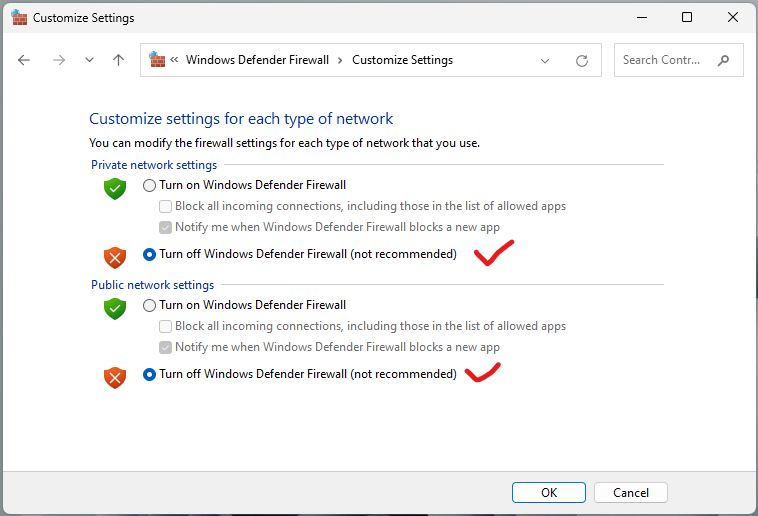 Customize Settings
« Windows Defender Firewall › Customize Settings
Search Contr...
Customize settings for each type of network
You can modify the firewall settings for each type of network that you use.
Private network settings
Turn on Windows Defender Firewall
Block all incoming connections, including those in the list of allowed apps
Notify me when Windows Defender Firewall blocks a new app
Turn off Windows Defender Firewall (not recommended)
Public network settings
Turn on Windows Defender Firewall
Block all incoming connections, including those in the list of allowed apps
Notify me when Windows Defender Firewall blocks a new app
Turn off Windows Defender Firewall (not recommended)
OK
Cancel